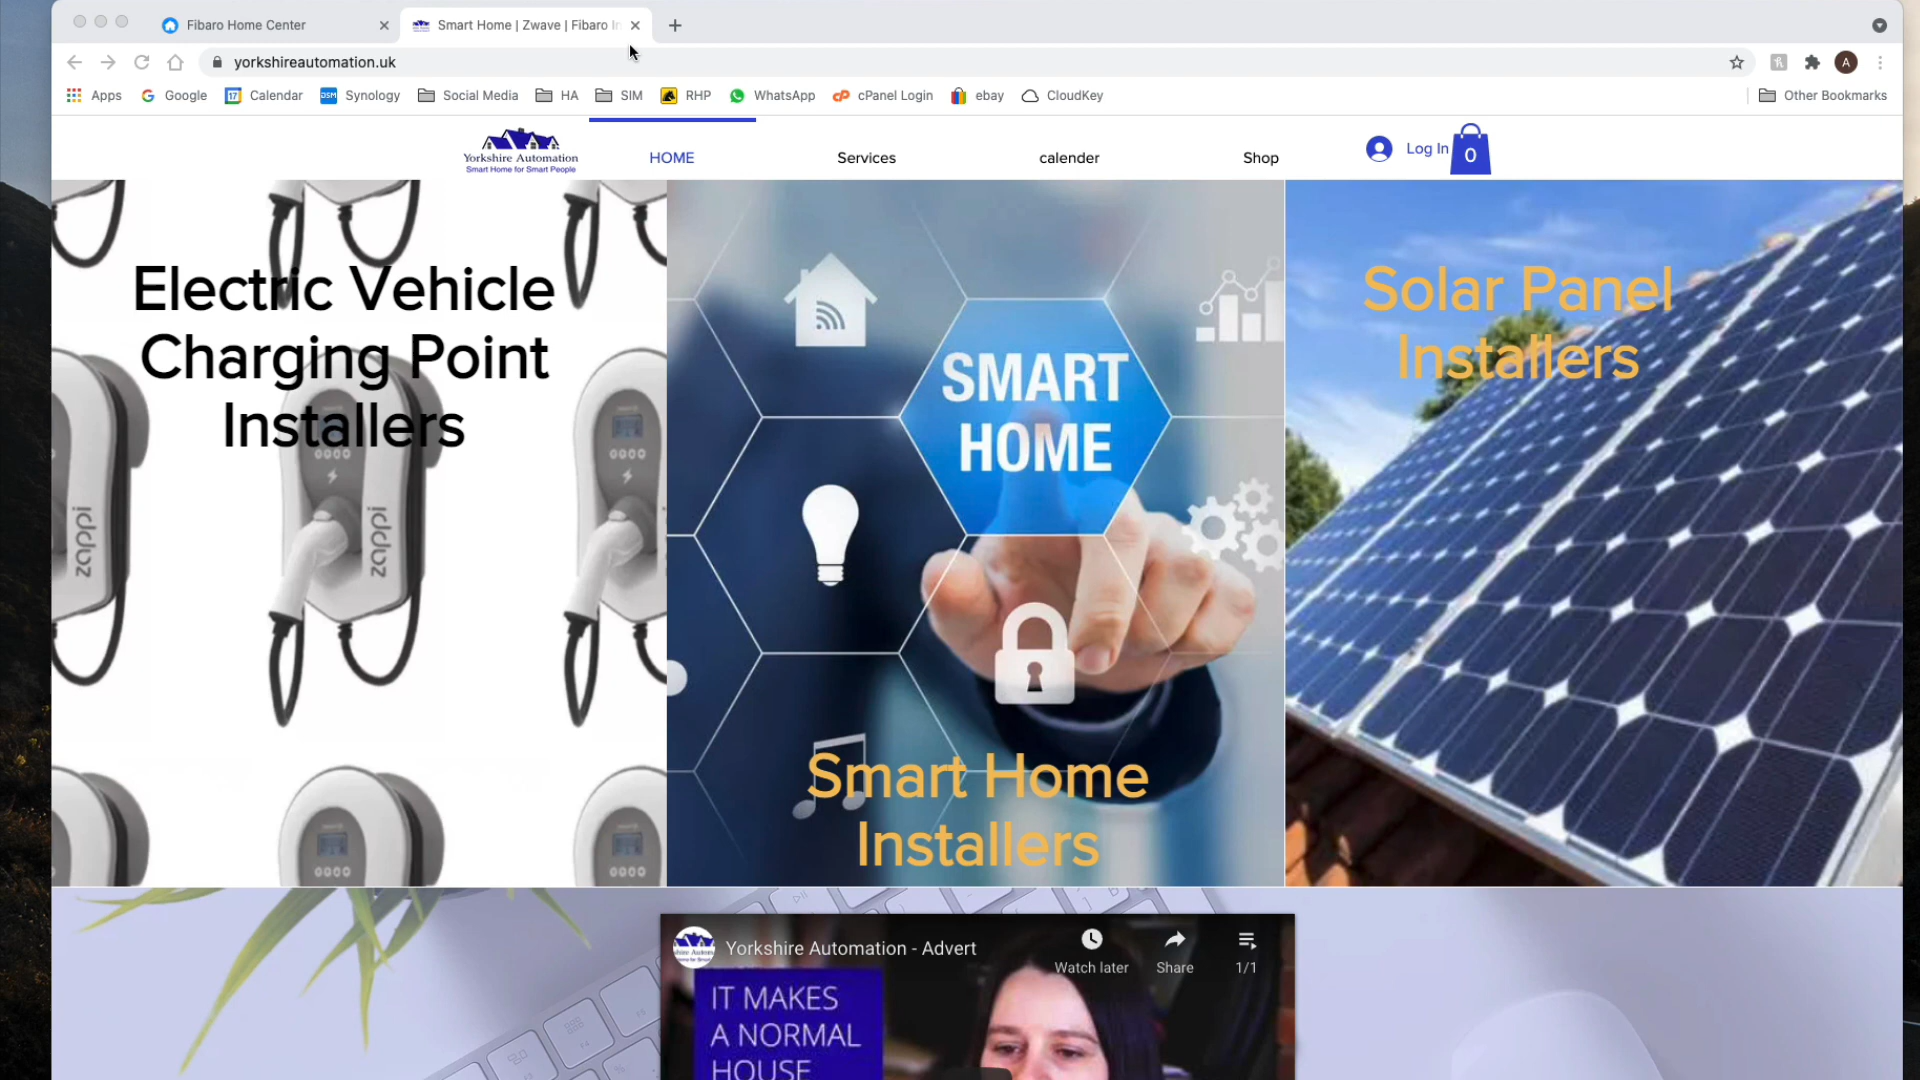 Fibaro Home Center
Smart Home | Zwave | Fibaro In
yorkshireautomation.uk
A
Apps
Google
17
Calendar
DSM
Synology
Social Media
HA
SIM
RHP
WhatsApp
cP
cPanel Login
ebay
CloudKey
Other Bookmarks
Yorkshire Automation
Smart Home for Smart People
HOME
Services
calender
Shop
Log In
0
Electric Vehicle
Charging Point
Installers
zappi
zappi
SMART
HOME
Smart Home
Installers
Solar Panel
Installers
Yorkshire Automation - Advert
Watch later
Share
1/1
IT MAKES
A NORMAL
HOUSE